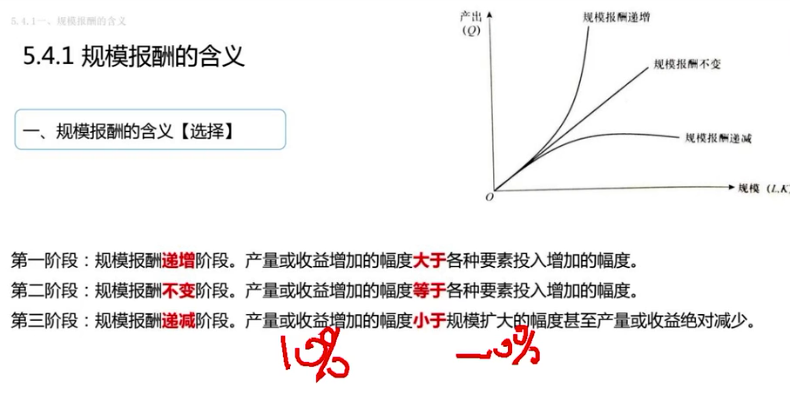 5.4.1一、规模报酬的含义
5.4.1 规模报酬的含义
一、规模报酬的含义【选择】
产出
(Q)
规模报酬递增
规模报酬不变
规模报酬递减
O
规模 (L,K)
第一阶段：规模报酬递增阶段。产量或收益增加的幅度大于各种要素投入增加的幅度。
第二阶段：规模报酬不变阶段。产量或收益增加的幅度等于各种要素投入增加的幅度。
第三阶段：规模报酬递减阶段。产量或收益增加的幅度小于规模扩大的幅度甚至产量或收益绝对减少。
10%